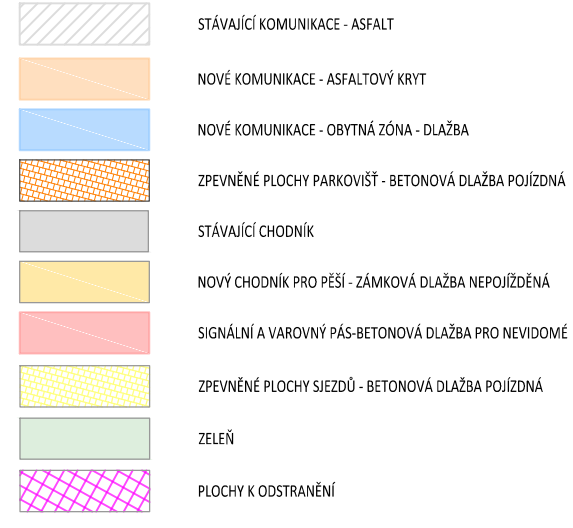 STÁVAJÍCÍ KOMUNIKACE - ASFALT
NOVÉ KOMUNIKACE - ASFALTOVÝ KRYT
NOVÉ KOMUNIKACE - OBYTNÁ ZÓNA - DLAŽBA
ZPEVNĚNÉ PLOCHY PARKOVIŠŤ - BETONOVÁ DLAŽBA POJÍZDNÁ
STÁVAJÍCÍ CHODNÍK
NOVÝ CHODNÍK PRO PĚŠÍ - ZÁMKOVÁ DLAŽBA NEPOJÍŽDĚNÁ
SIGNÁLNÍ A VAROVNÝ PÁS-BETONOVÁ DLAŽBA PRO NEVIDOMÉ
ZPEVNĚNÉ PLOCHY SJEZDŮ - BETONOVÁ DLAŽBA POJÍZDNÁ
ZELEŇ
PLOCHY K ODSTRANĚNÍ